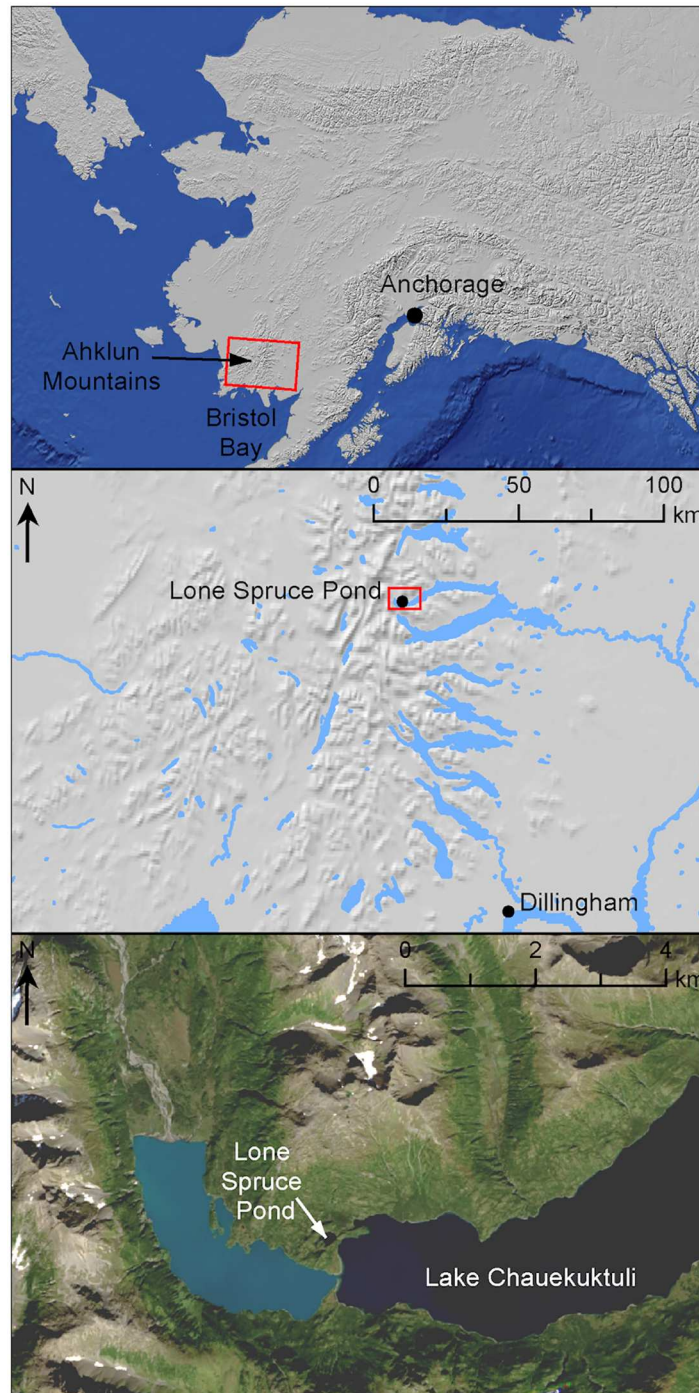 Anchorage
Ahklun
Mountains
Bristol
Bay
N
0 50 100
km
Lone Spruce Pond
Dillingham
N
0 2 4
km
Lone
Spruce
Pond
Lake Chauekuktuli